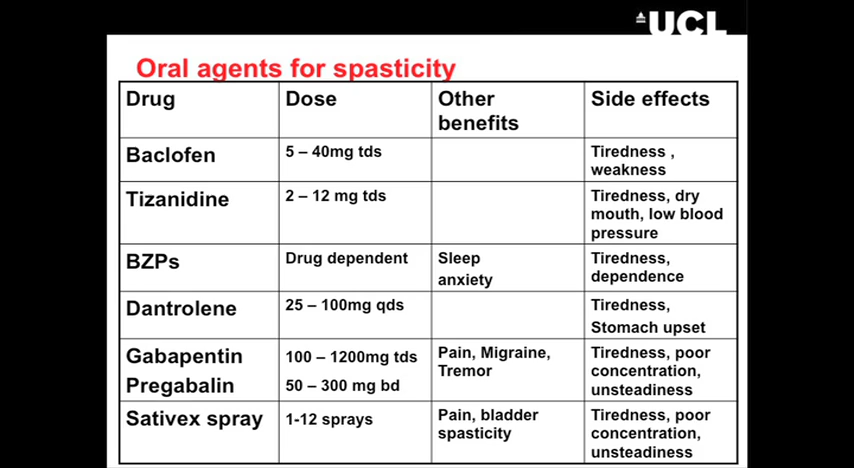 UCL
Oral agents for spasticity
Drug Dose Other Side effects
benefits
Baclofen 5 – 40mg tds Tiredness ,
weakness
Tizanidine 2 – 12 mg tds Tiredness, dry
mouth, low blood
pressure
BZPs Drug dependent Sleep Tiredness,
anxiety dependence
Dantrolene 25 – 100mg qds Tiredness,
Stomach upset
Gabapentin 100 – 1200mg tds Pain, Migraine, Tiredness, poor
Tremor concentration,
Pregabalin 50 – 300 mg bd unsteadiness
Sativex spray 1-12 sprays Pain, bladder Tiredness, poor
spasticity concentration,
unsteadiness